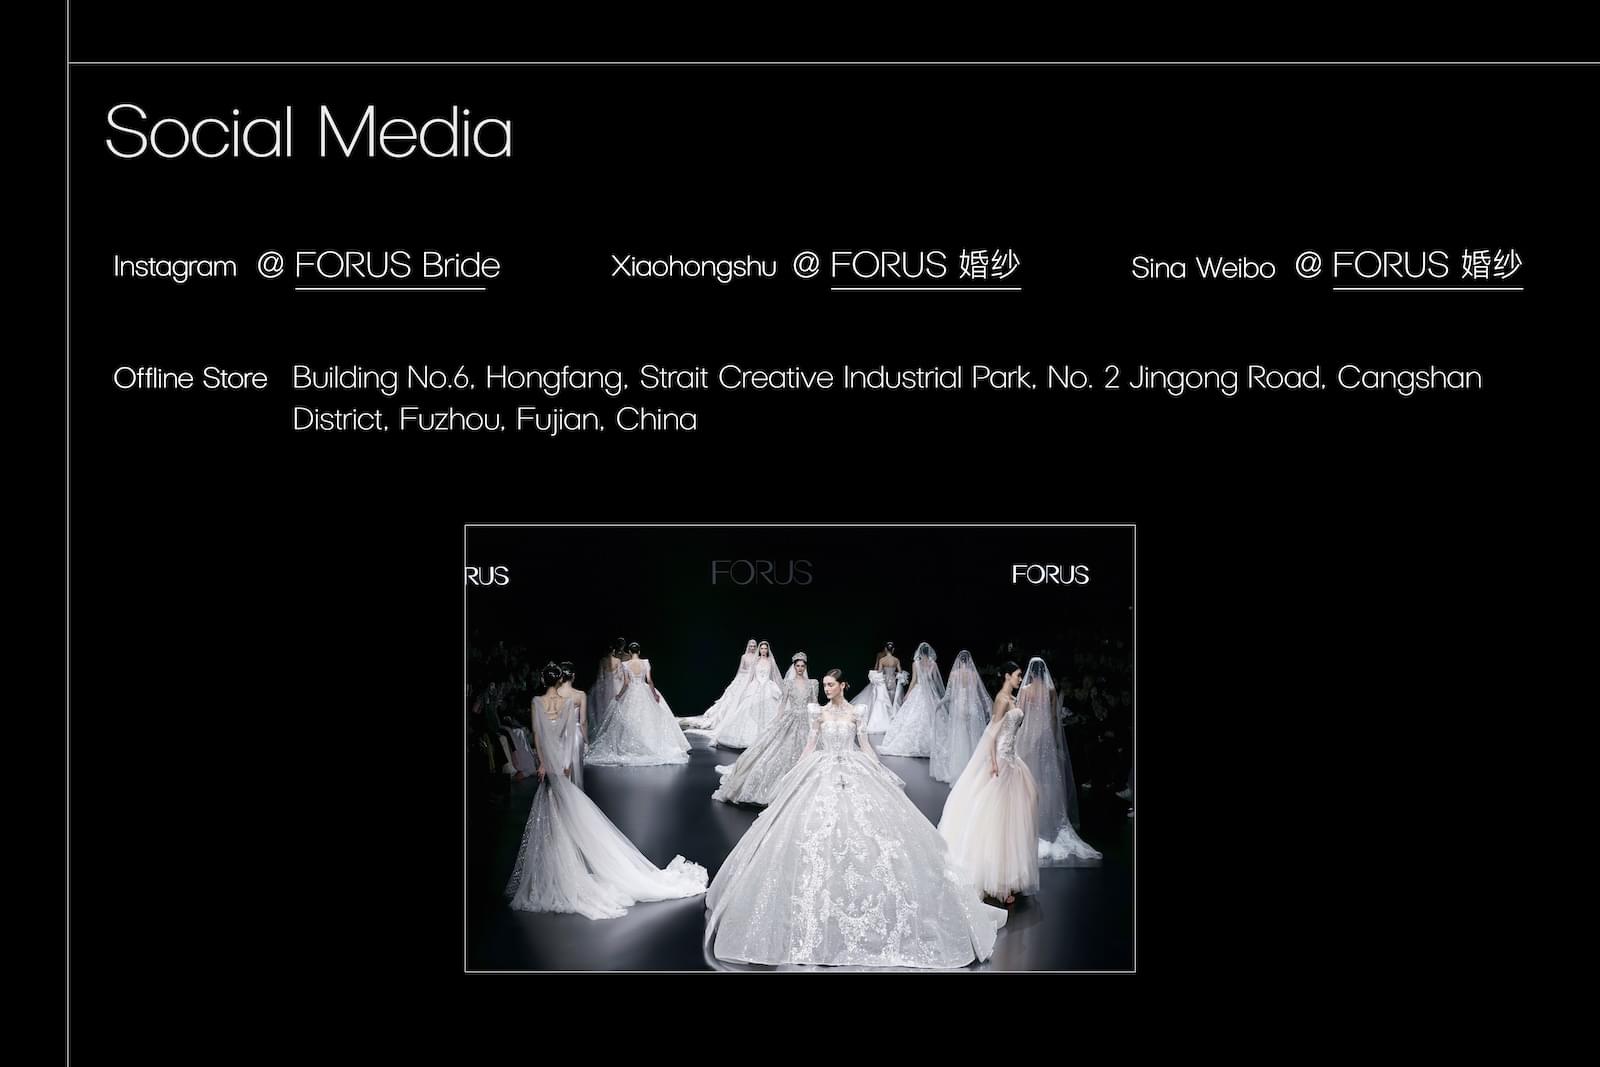 Social Media
Instagram @ FORUS Bride Xiaohongshu @ FORUS 婚纱 Sina Weibo @ FORUS 婚纱
Offline Store Building No.6, Hongfang, Strait Creative Industrial Park, No. 2 Jingong Road, Cangshan
District, Fuzhou, Fujian, China
RUS FORUS FORUS